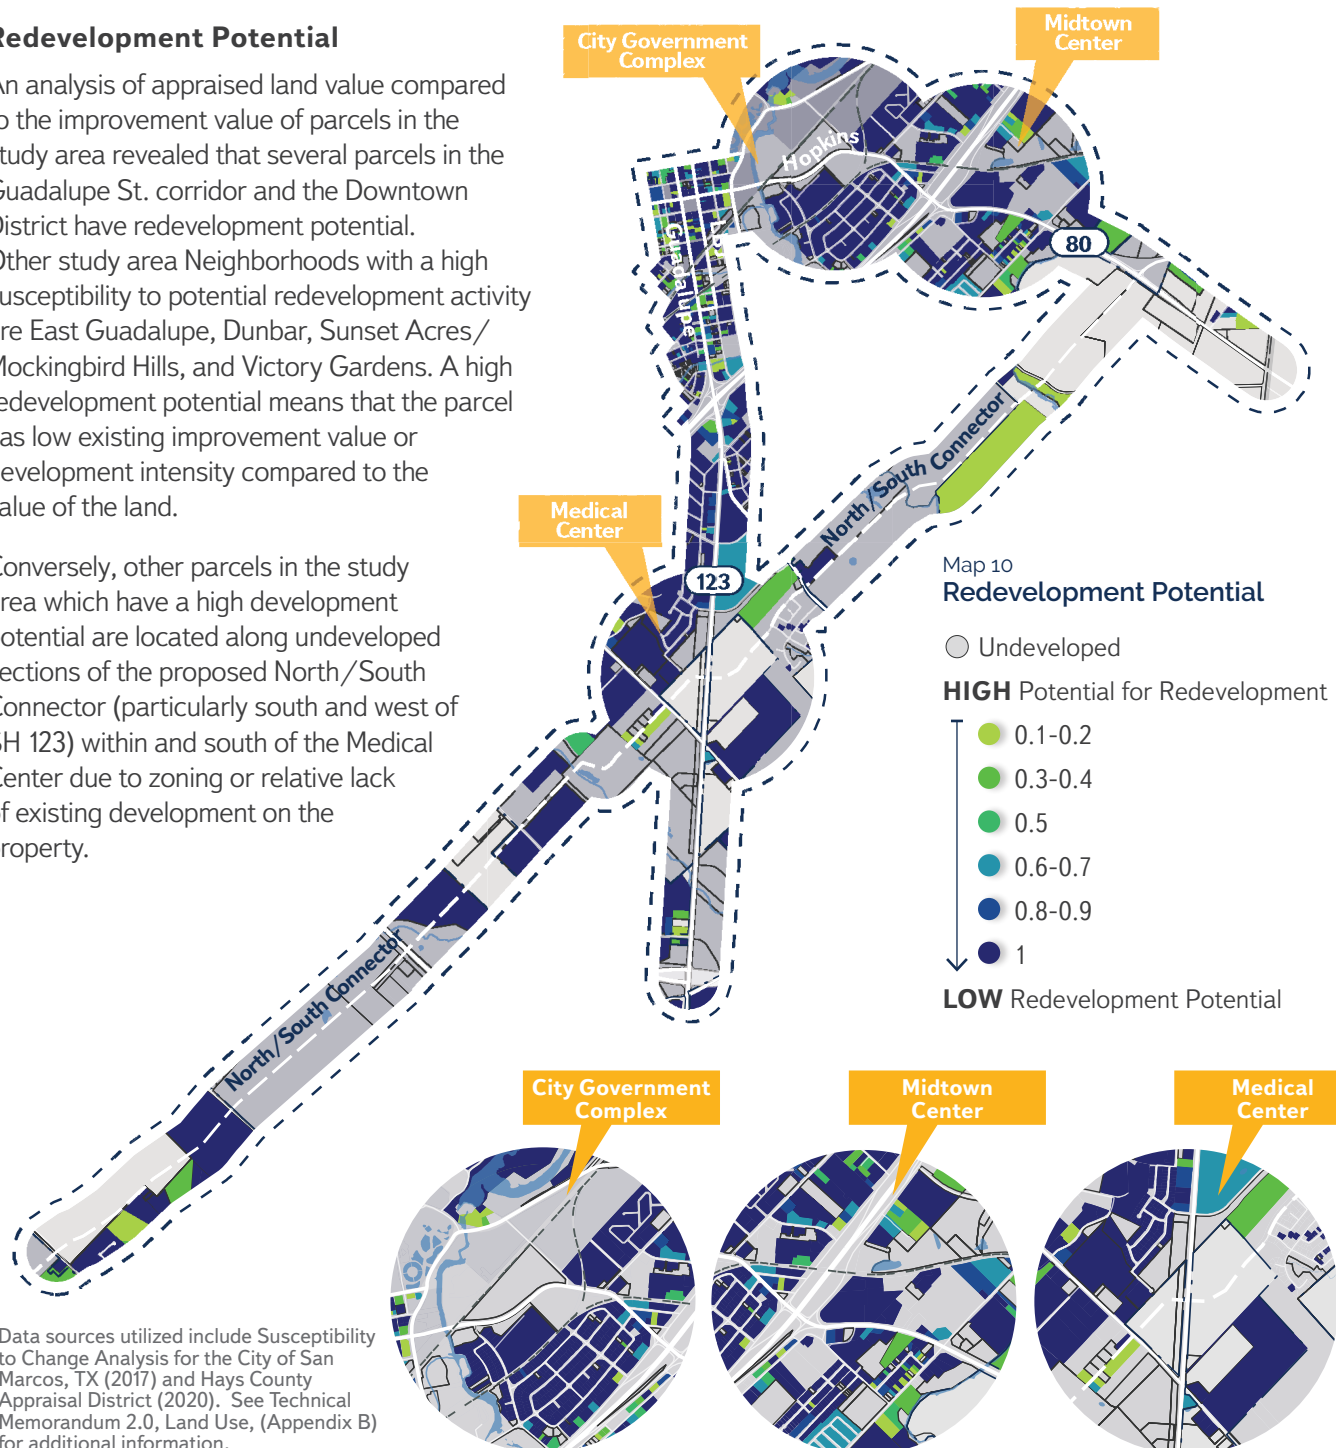 Redevelopment Potential
An analysis of appraised land value compared
to the improvement value of parcels in the
study area revealed that several parcels in the
Guadalupe St. corridor and the Downtown
District have redevelopment potential.
Other study area Neighborhoods with a high
susceptibility to potential redevelopment activity
are East Guadalupe, Dunbar, Sunset Acres/
Mockingbird Hills, and Victory Gardens. A high
redevelopment potential means that the parcel
has low existing improvement value or
development intensity compared to the
value of the land.
Conversely, other parcels in the study
area which have a high development
potential are located along undeveloped
sections of the proposed North/South
Connector (particularly south and west of
SH 123) within and south of the Medical
Center due to zoning or relative lack
of existing development on the
property.
City Government
Complex
Midtown
Center
Hopkins
Guadalupe
80
North/South Connector
Medical
Center
123
North/South Connector
Map 10
Redevelopment Potential
Undeveloped
HIGH Potential for Redevelopment
0.1-0.2
0.3-0.4
0.5
0.6-0.7
0.8-0.9
1
LOW Redevelopment Potential
City Government
Complex
Midtown
Center
Medical
Center
Data sources utilized include Susceptibility
to Change Analysis for the City of San
Marcos, TX (2017) and Hays County
Appraisal District (2020). See Technical
Memorandum 2.0, Land Use, (Appendix B)
for additional information.